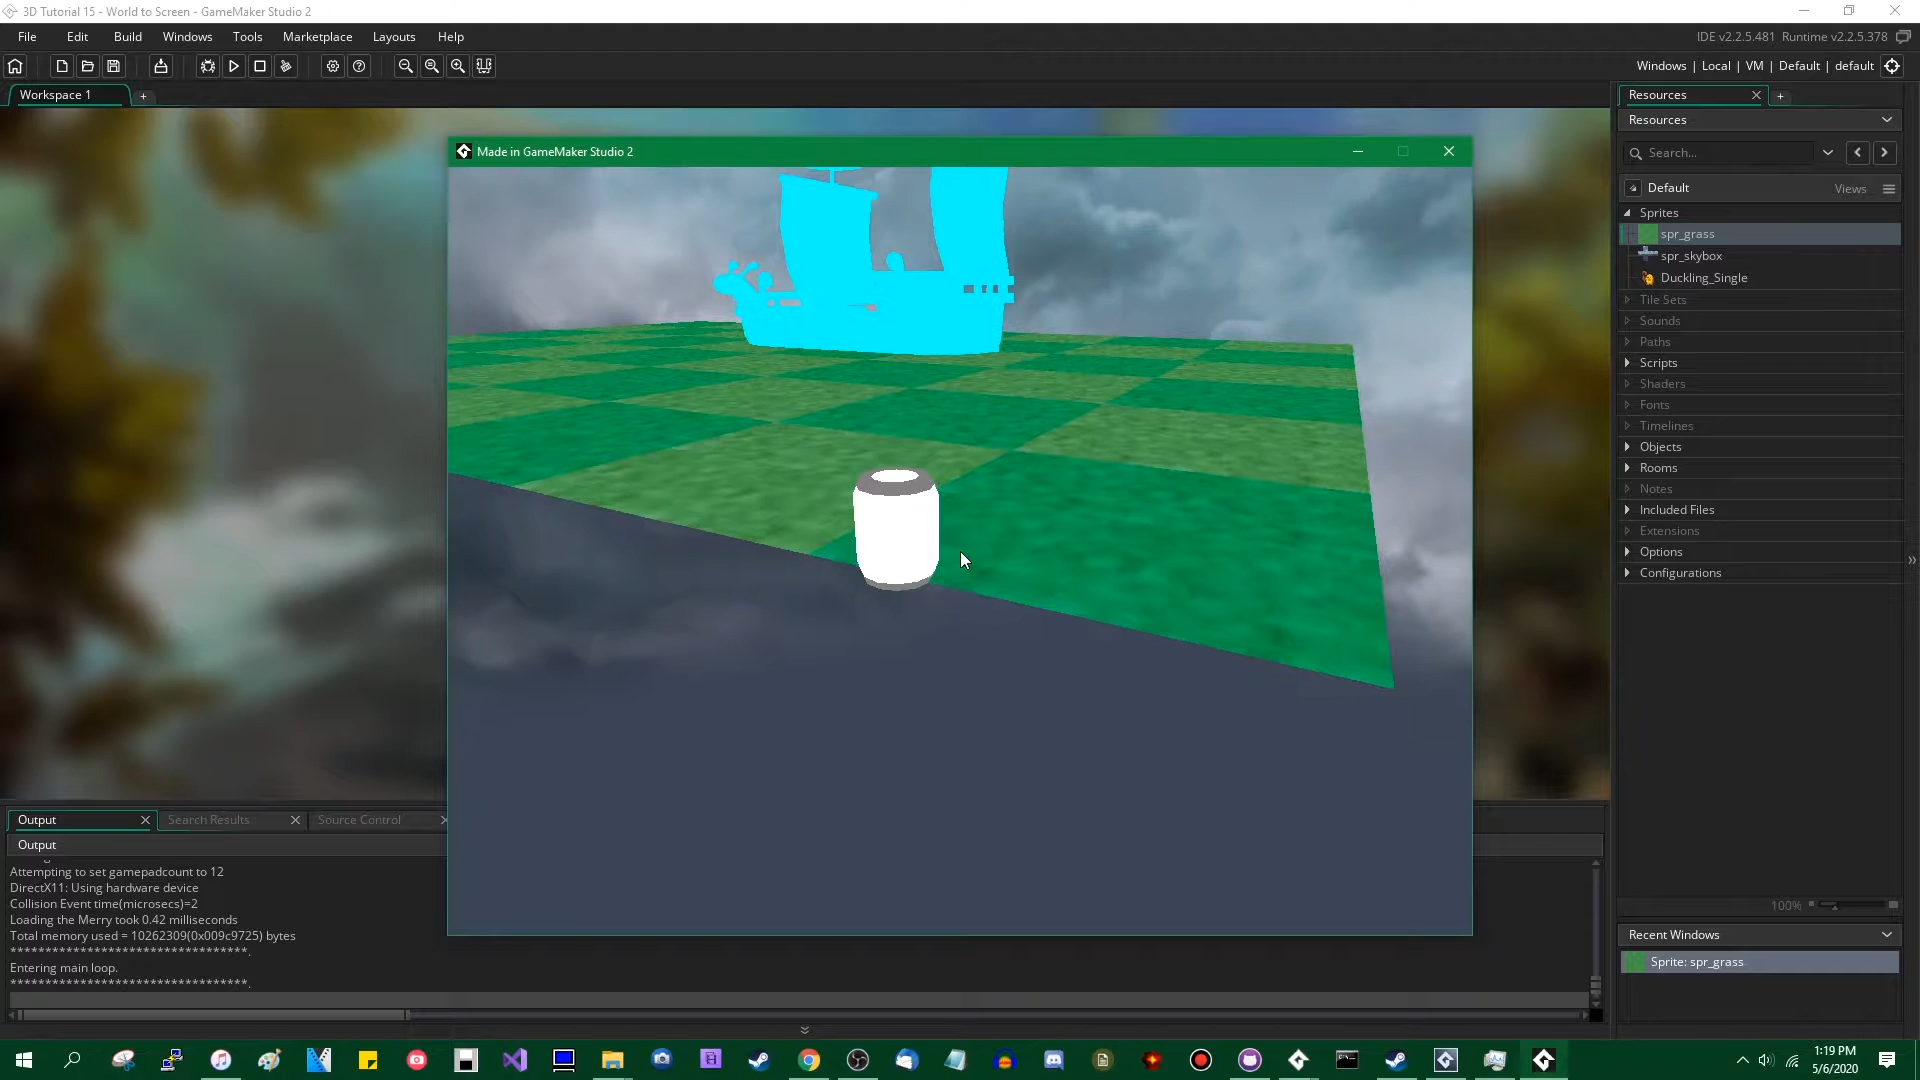 3D Tutorial 15 - World to Screen - GameMaker Studio 2
File Edit Build Windows Tools Marketplace Layouts Help
IDE v2.2.5.481 Runtime v2.2.5.378
Windows | Local | VM | Default | default
Workspace 1
Resources
Resources
Made in GameMaker Studio 2
Search...
Default
Views
Sprites
spr_grass
spr_skybox
Duckling_Single
Tile Sets
Sounds
Paths
Scripts
Shaders
Fonts
Timelines
Objects
Rooms
Notes
Included Files
Extensions
Options
Configurations
100%
Recent Windows
Sprite: spr_grass
Output
Search Results
Source Control
Output
Attempting to set gamepadcount to 12
DirectX11: Using hardware device
Collision Event time(microsecs)=2
Loading the Merry took 0.42 milliseconds
Total memory used = 10262309(0x009c9725) bytes
*********************************.
Entering main loop.
*********************************.
1:19 PM
5/6/2020